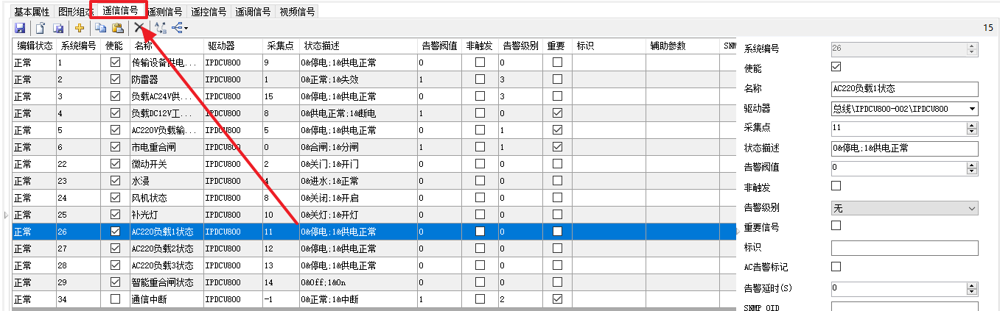 基本属性 图形组态 遥信信号 遥测信号 遥控信号 遥调信号 视频信号
15
编辑状态 系统编号 使能 名称 驱动器 采集点 状态描述 告警阀值 非触发 告警级别 重要 标识 辅助参数
正常 1 传输设备供电... IPDCU800 9 0&停电;1&供电正常 0 0
正常 2 防雷器 IPDCU800 1 0&正常;1&失效 1 3
正常 3 负载AC24V供... IPDCU800 15 0&停电;1&供电正常 0 3
正常 4 负载DC12V工... IPDCU800 8 0&供电正常;1&断电 1 0
正常 5 AC220V负载输... IPDCU800 5 0&停电;1&供电正常 0 1
正常 6 市电重合闸 IPDCU800 0 0&合闸;1&分闸 1 1
正常 22 微动开关 IPDCU800 2 0&关门;1&开门 0 0
正常 23 水浸 IPDCU800 4 0&进水;1&正常 0 0
正常 24 风机状态 IPDCU800 8 0&关闭;1&开启 0 0
正常 25 补光灯 IPDCU800 10 0&关灯;1&开灯 0 0
正常 26 AC220负载1状态 IPDCU800 11 0&停电;1&供电正常 0 0
正常 27 AC220负载2状态 IPDCU800 12 0&停电;1&供电正常 0 0
正常 28 AC220负载3状态 IPDCU800 13 0&停电;1&供电正常 0 0
正常 29 智能重合闸状态 IPDCU800 14 0&Off;1&On 0 0
正常 34 通信中断 IPDCU800 -1 0&正常;1&中断 1 2
系统编号 26
使能
名称 AC220负载1状态
驱动器 总线\IPDCU800-002\IPDCU800
采集点 11
状态描述 0&停电;1&供电正常
告警阀值 0
非触发
告警级别 无
重要信号
标识
AC告警标记
告警延时(S) 0
SNMP OID